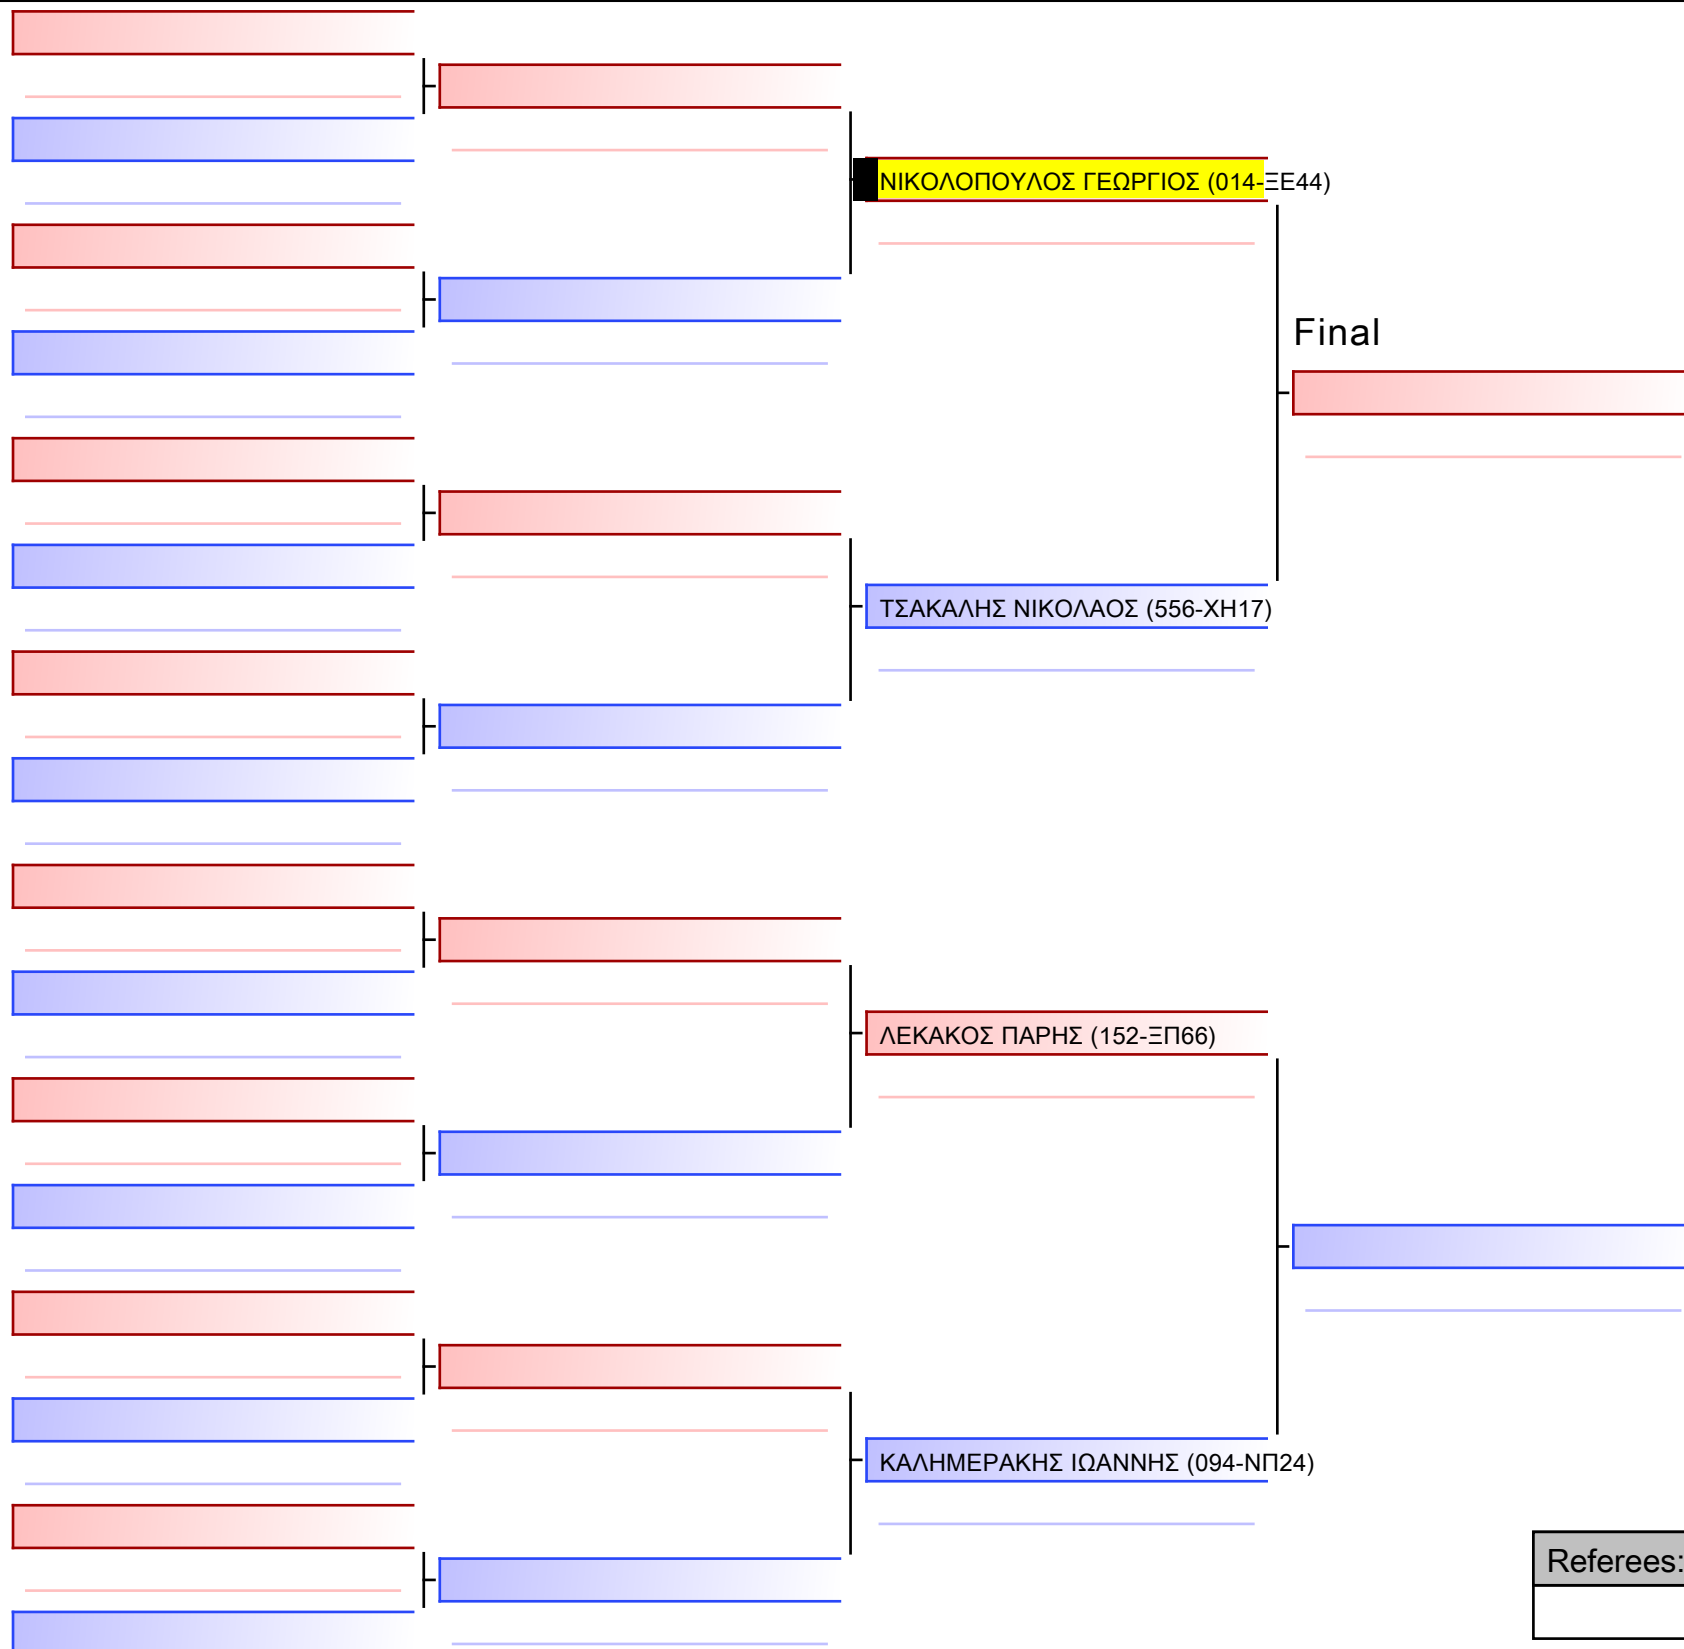 ΝΙΚΟΛΟΠΟΥΛΟΣ ΓΕΩΡΓΙΟΣ (014-ΞΕ44)
Final
ΤΣΑΚΑΛΗΣ ΝΙΚΟΛΑΟΣ (556-ΧΗ17)
ΛΕΚΑΚΟΣ ΠΑΡΗΣ (152-ΞΠ66)
ΚΑΛΗΜΕΡΑΚΗΣ ΙΩΑΝΝΗΣ (094-ΝΠ24)
Referees: